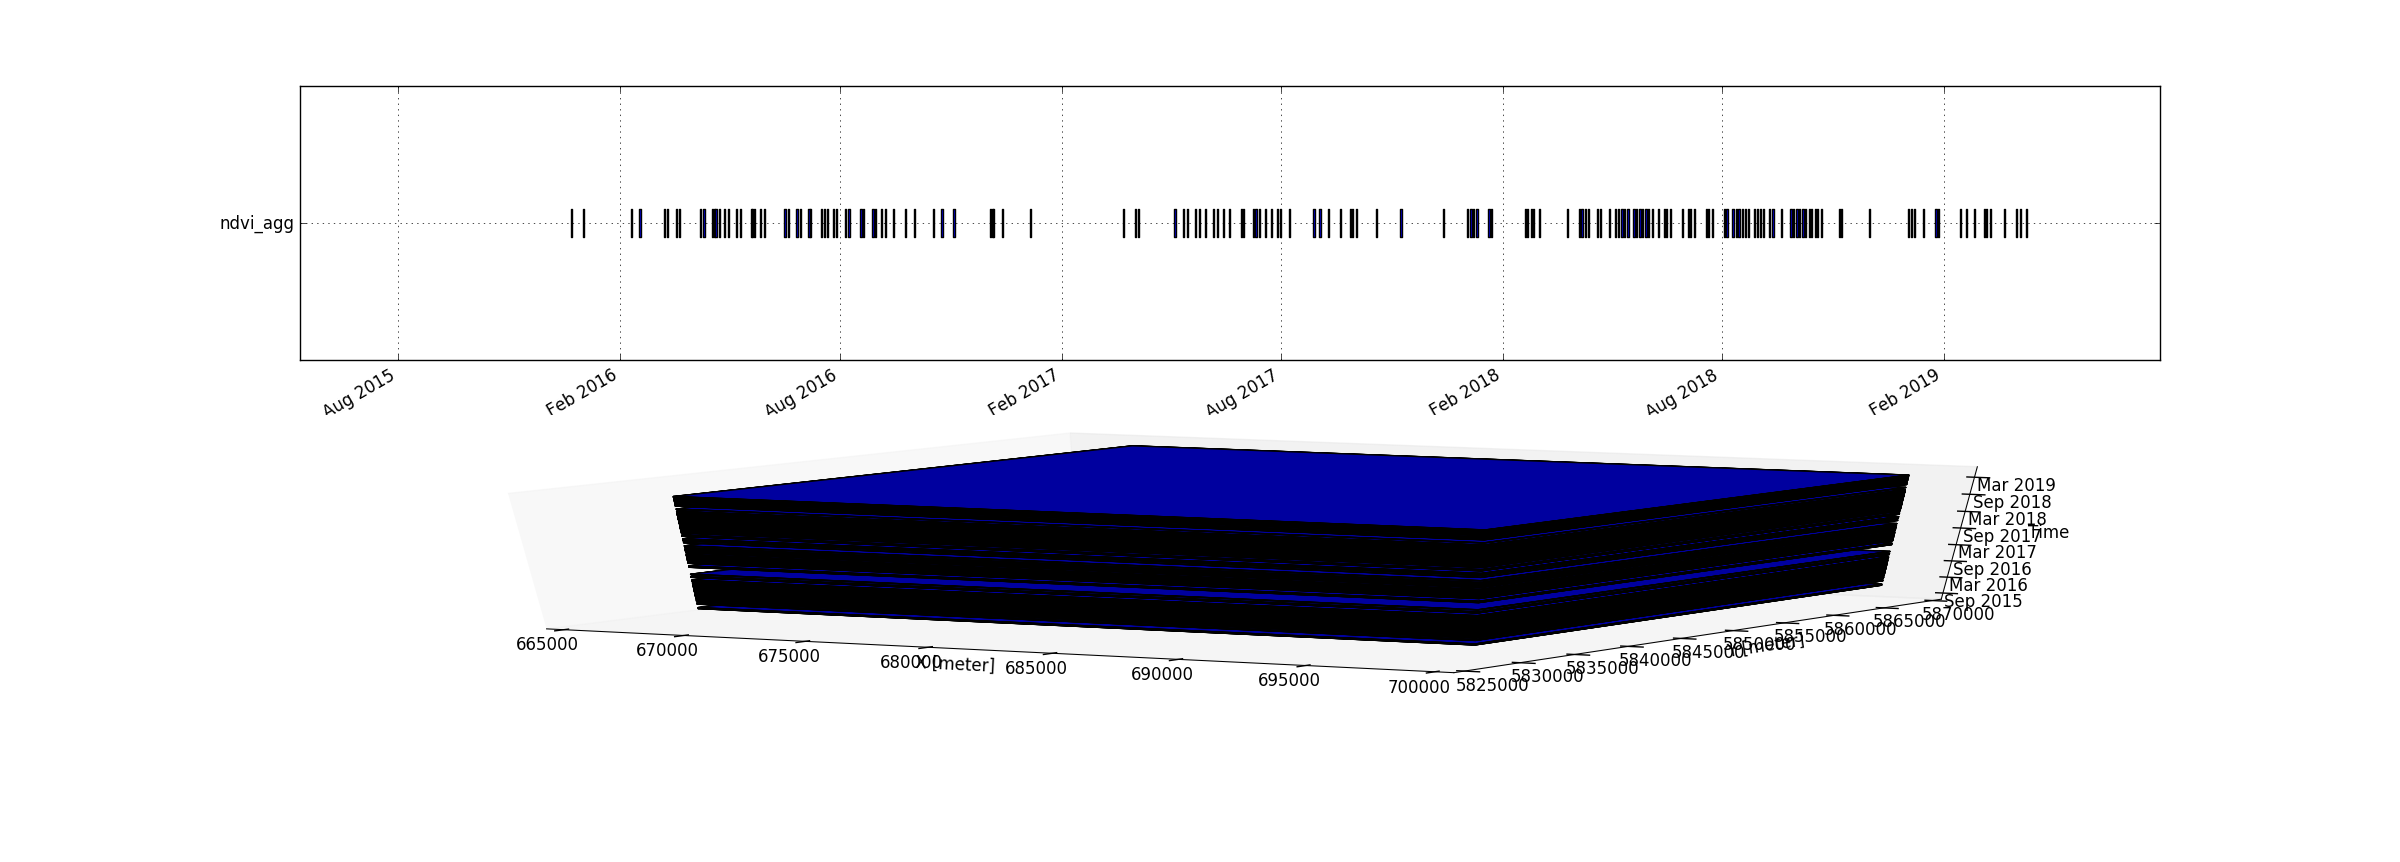 ndvi_agg
Aug 2015
Feb 2016
Aug 2016
Feb 2017
Aug 2017
Feb 2018
Aug 2018
Feb 2019
Mar 2019
Sep 2018
Mar 2018
Sep 2017
Mar 2017
Sep 2016
Mar 2016
Sep 2015
Time
665000
670000
675000
680000
685000
690000
695000
700000
X [meter]
5825000
5830000
5835000
5840000
5845000
5850000
5855000
5860000
5865000
5870000
Y [meter]